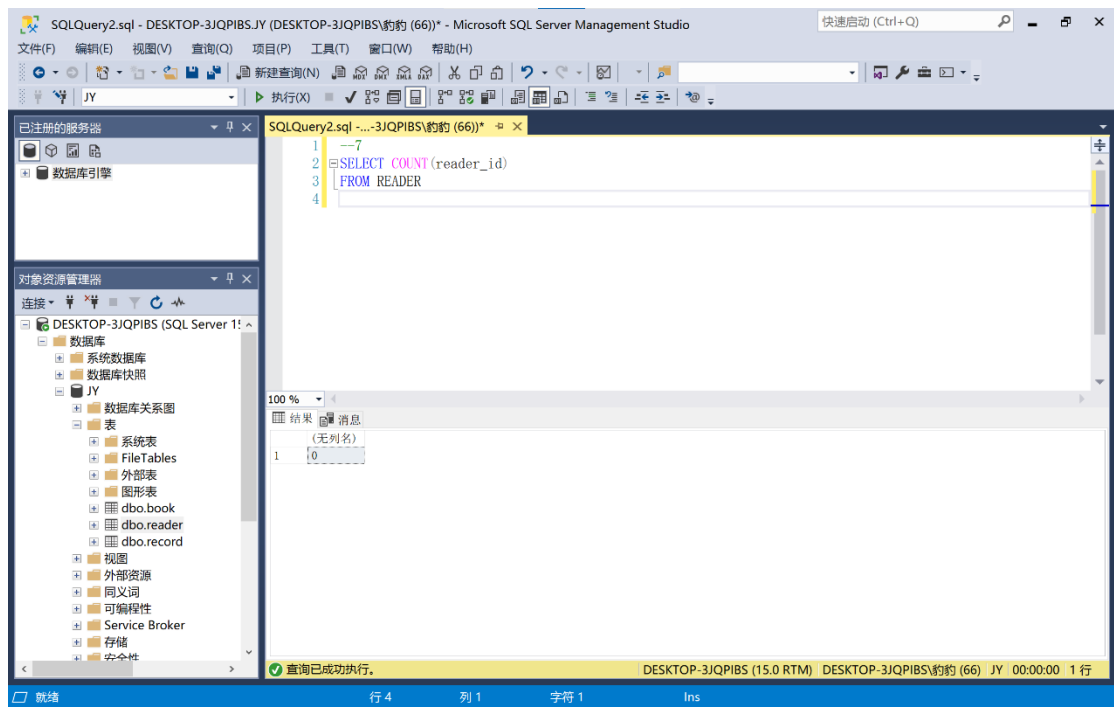 SQLQuery2.sql - DESKTOP-3JQPIBS.JY (DESKTOP-3JQPIBS\豹豹 (66))* - Microsoft SQL Server Management Studio
快速启动 (Ctrl+Q)
文件(F) 编辑(E) 视图(V) 查询(Q) 项目(P) 工具(T) 窗口(W) 帮助(H)
新建查询(N)
JY 执行(X)
已注册的服务器
数据库引擎
SQLQuery2.sql -...-3JQPIBS\豹豹 (66))*
1 --7
2 SELECT COUNT(reader_id)
3 FROM READER
4
对象资源管理器
连接
DESKTOP-3JQPIBS (SQL Server 15
数据库
系统数据库
数据库快照
JY
数据库关系图
表
系统表
FileTables
外部表
图形表
dbo.book
dbo.reader
dbo.record
视图
外部资源
同义词
可编程性
Service Broker
存储
安全性
100 %
结果 消息
(无列名)
1 0
查询已成功执行。 DESKTOP-3JQPIBS (15.0 RTM) DESKTOP-3JQPIBS\豹豹 (66) JY 00:00:00 1 行
就绪 行 4 列 1 字符 1 Ins